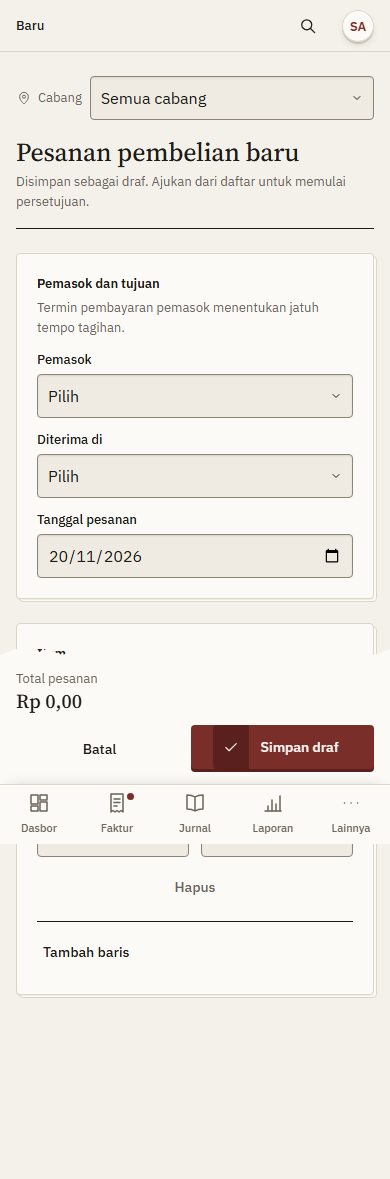 Baru
SA
Cabang
Semua cabang
Pesanan pembelian baru
Disimpan sebagai draf. Ajukan dari daftar untuk memulai
persetujuan.
Pemasok dan tujuan
Termin pembayaran pemasok menentukan jatuh
tempo tagihan.
Pemasok
Pilih
Diterima di
Pilih
Tanggal pesanan
20/11/2026
Total pesanan
Rp 0,00
Batal
Simpan draf
Dasbor
Faktur
Jurnal
Laporan
Lainnya
Hapus
Tambah baris